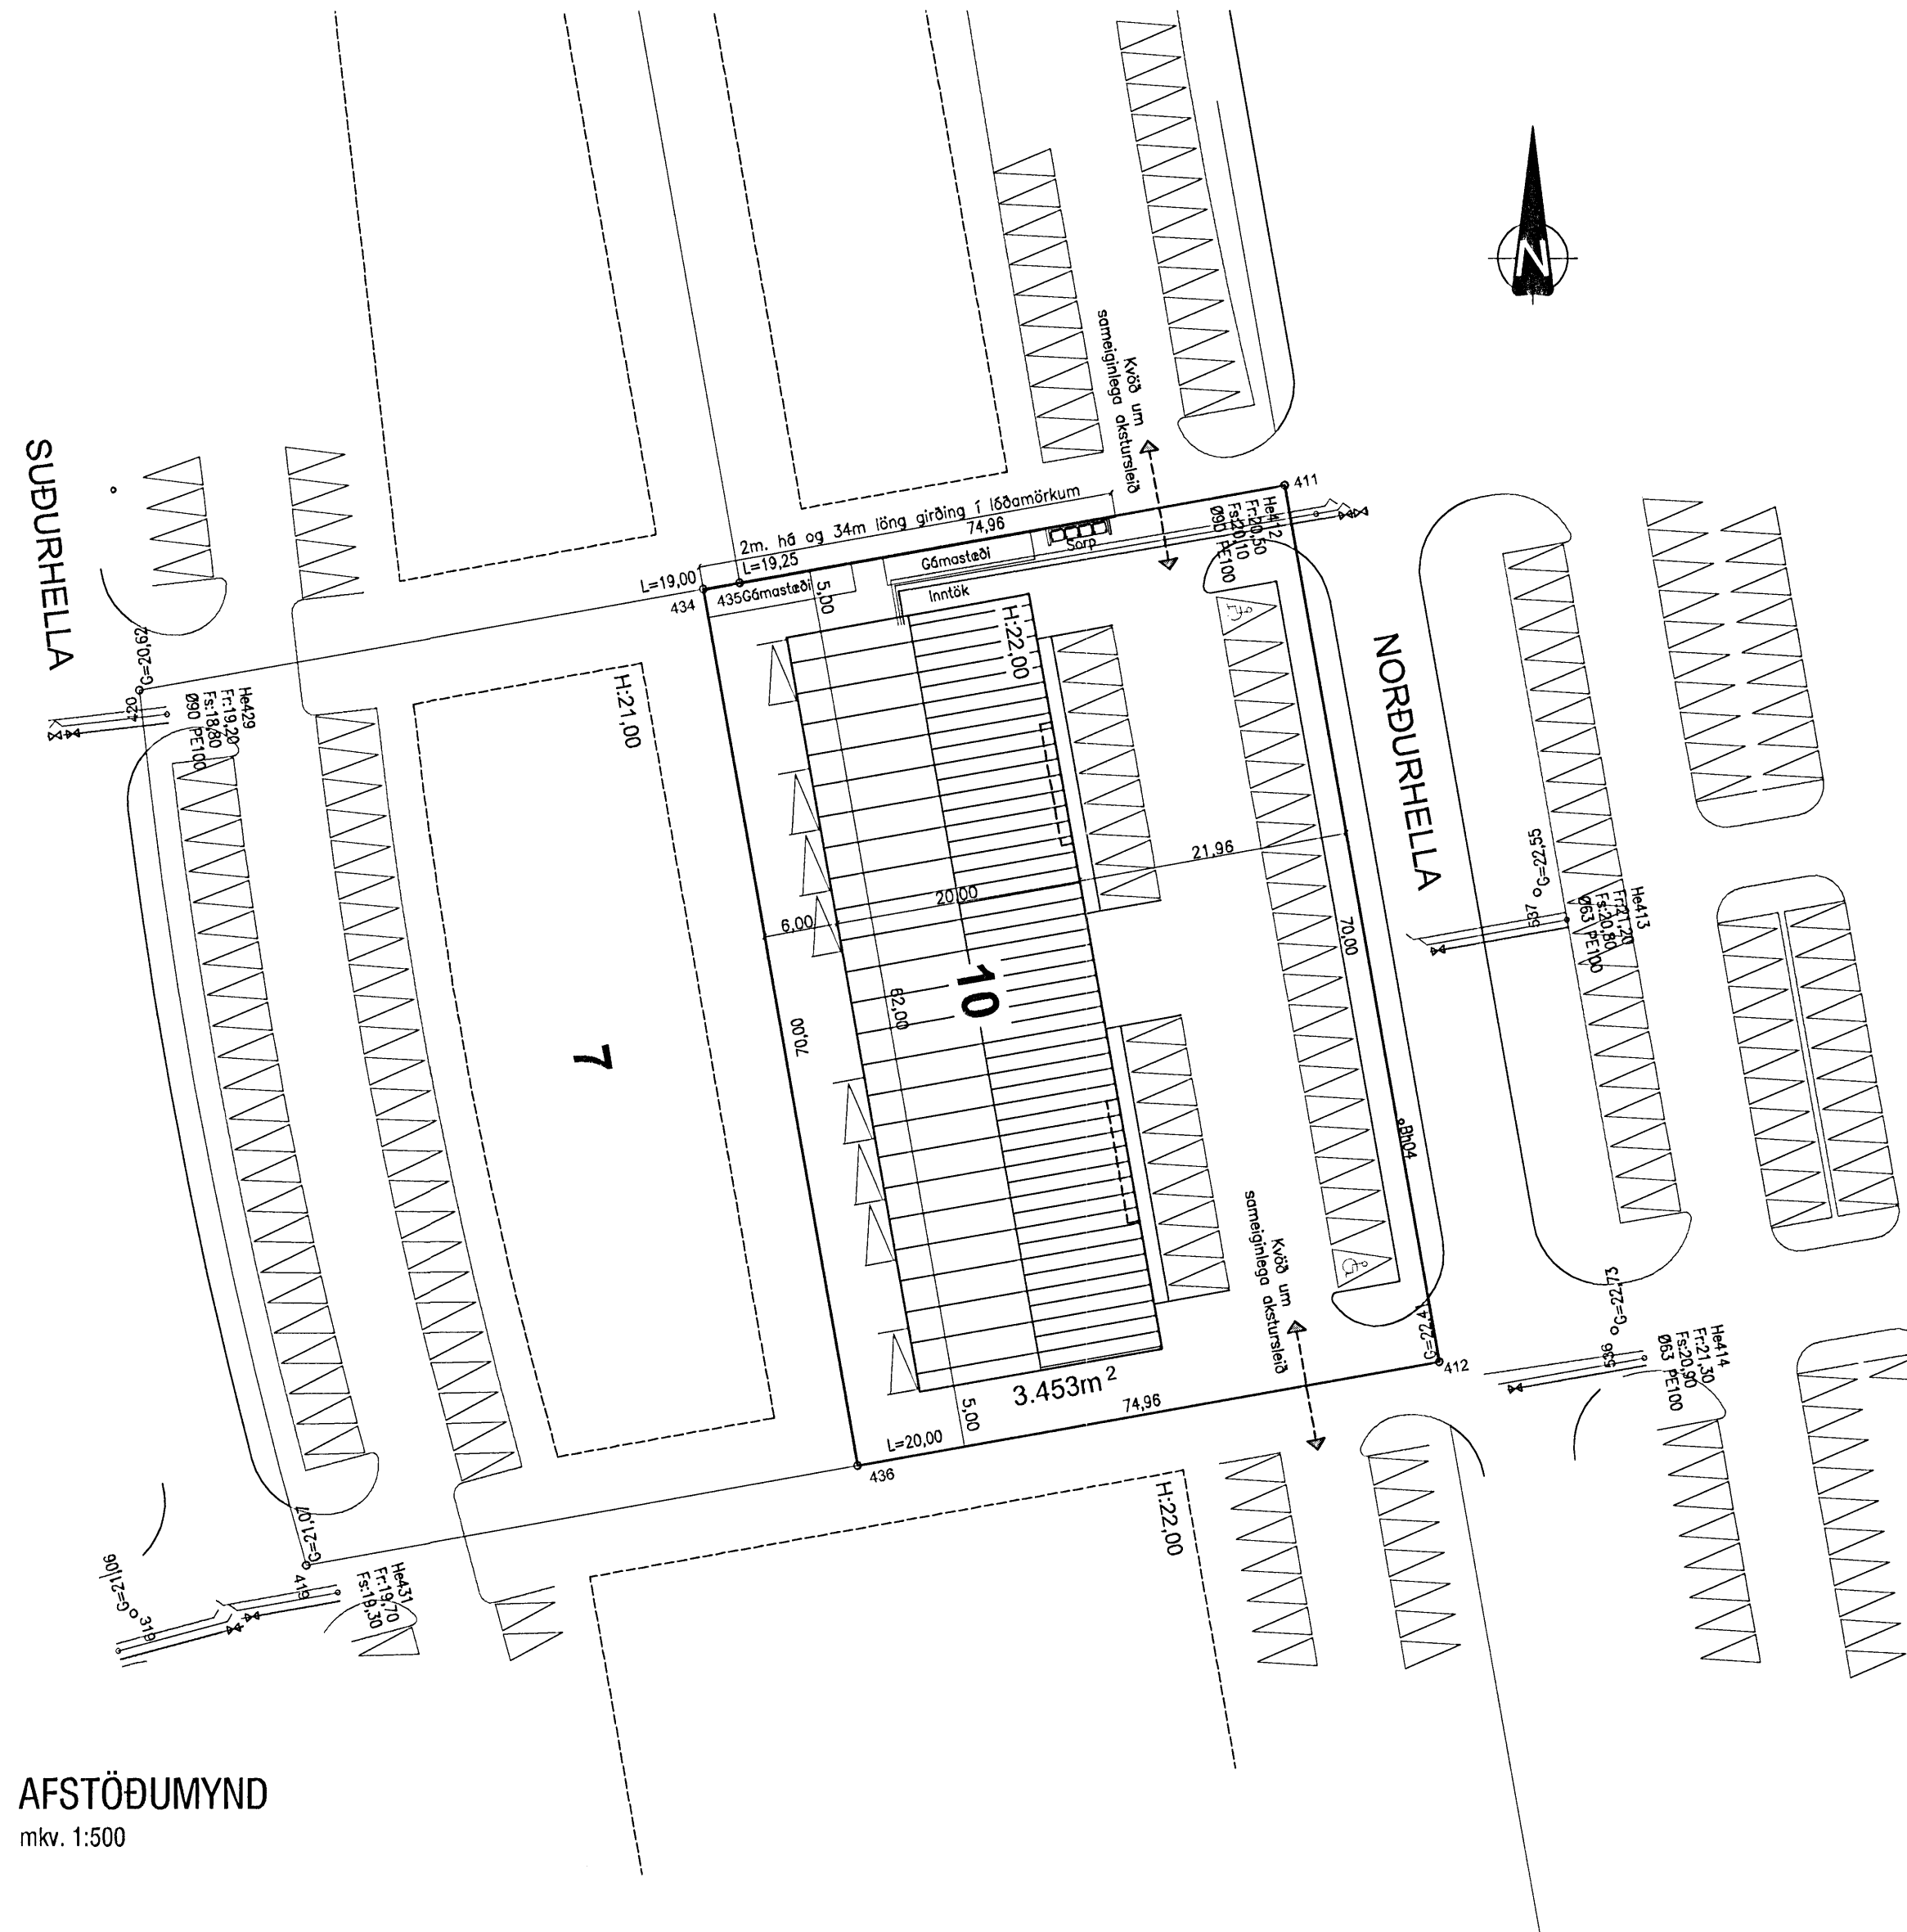 N
Kvöð um
sameiginlega akstursleið
SUÐURHELLA
2m. há og 34m löng girðing í lóðamörkum
74,96
411
He412
Fr:20,50
Fs:20,10
Ø90 PE100
Sorp
Gámastæði
L=19,25
L=19,00
434
435
Gámastæði
5,00
Inntök
H:22,00
G=20,62
420
He429
Fr:19,20
Fs:18,80
Ø90 PE100
H:21,00
NORÐURHELLA
21,96
20,00
6,00
70,00
G=22,55
537
He413
Fr:21,20
Fs:20,80
Ø63 PE100
10
62,00
70,00
7
Bh04
Kvöð um
sameiginlega akstursleið
G=22,73
536
He414
Fr:21,30
Fs:20,90
Ø63 PE100
G=22,41
412
3.453m²
74,96
5,00
L=20,00
436
H:22,00
G=21,07
419
He431
Fr:19,70
Fs:19,30
G=21,06
319
AFSTÖÐUMYND
mkv. 1:500